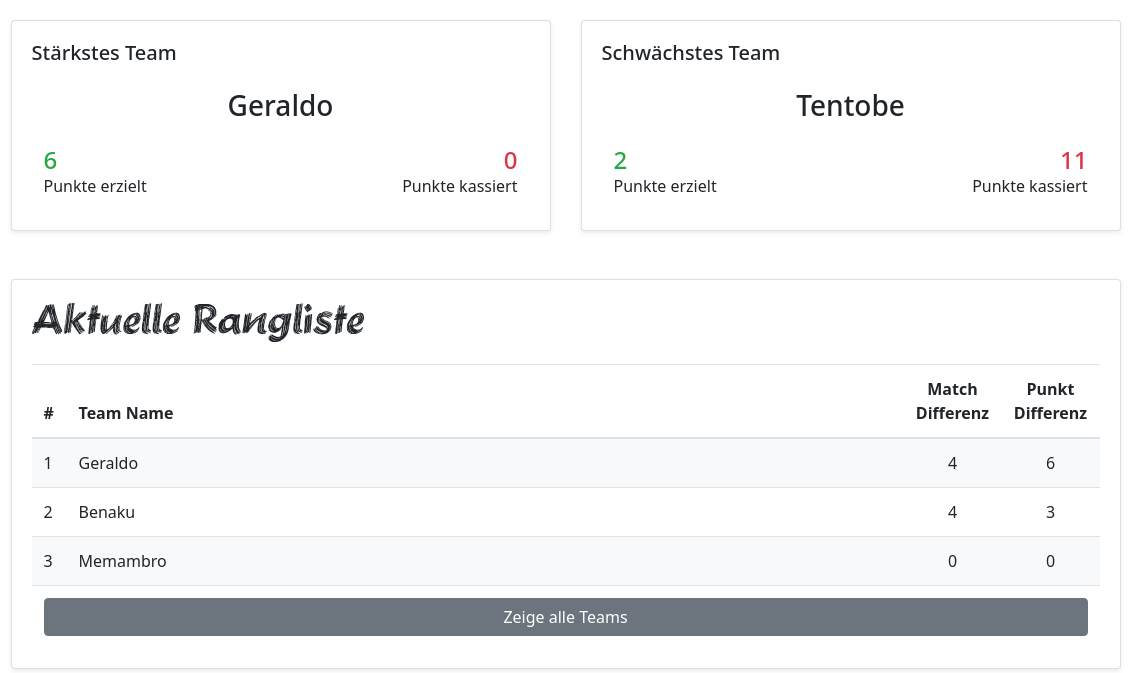 Stärkstes Team
Geraldo
6 0
Punkte erzielt Punkte kassiert
Schwächstes Team
Tentobe
2 11
Punkte erzielt Punkte kassiert
Aktuelle Rangliste
# Team Name Match Differenz Punkt Differenz
1 Geraldo 4 6
2 Benaku 4 3
3 Memambro 0 0
Zeige alle Teams